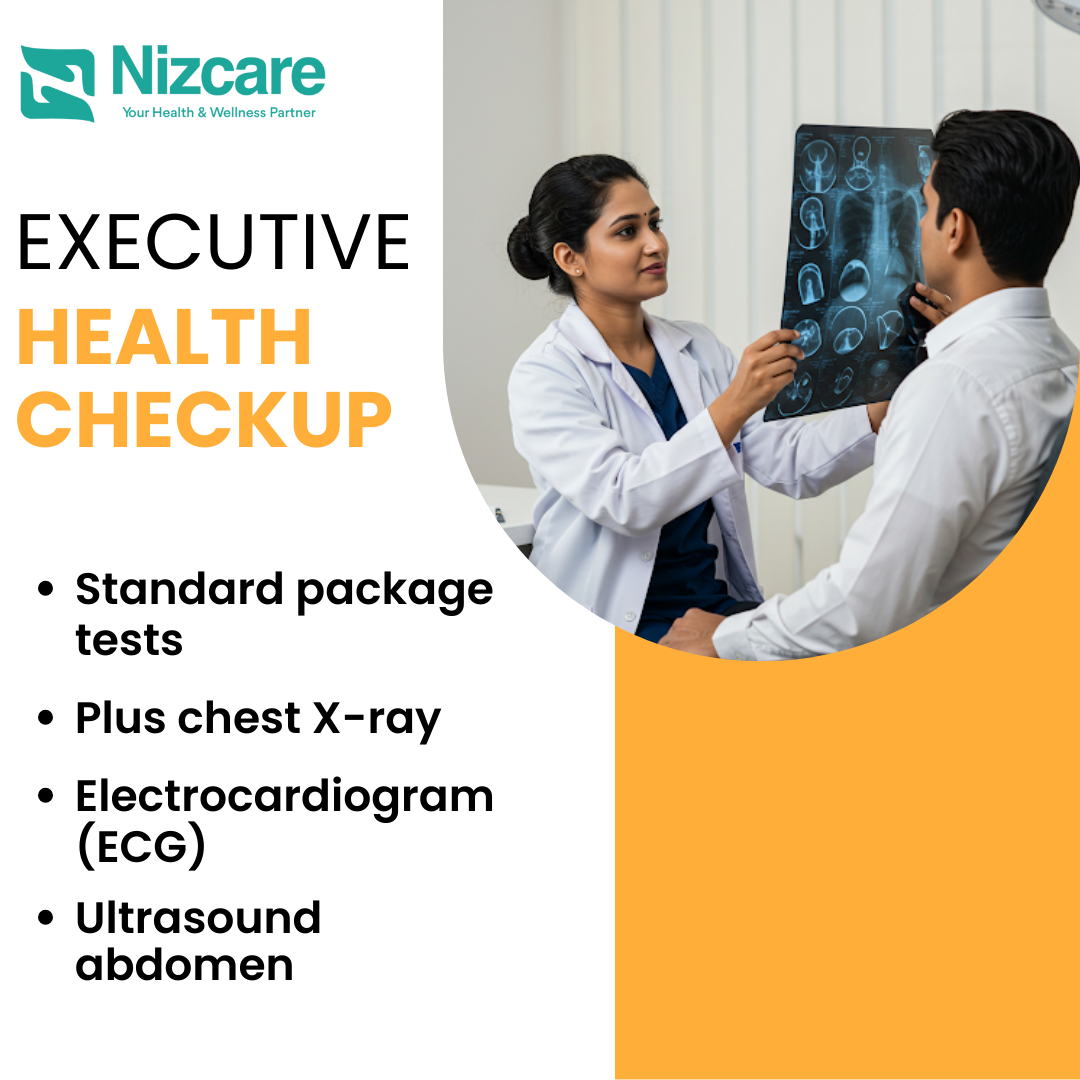 Nizcare
Your Health & Wellness Partner
EXECUTIVE
HEALTH
CHECKUP
Standard package
tests
Plus chest X-ray
Electrocardiogram
(ECG)
Ultrasound
abdomen